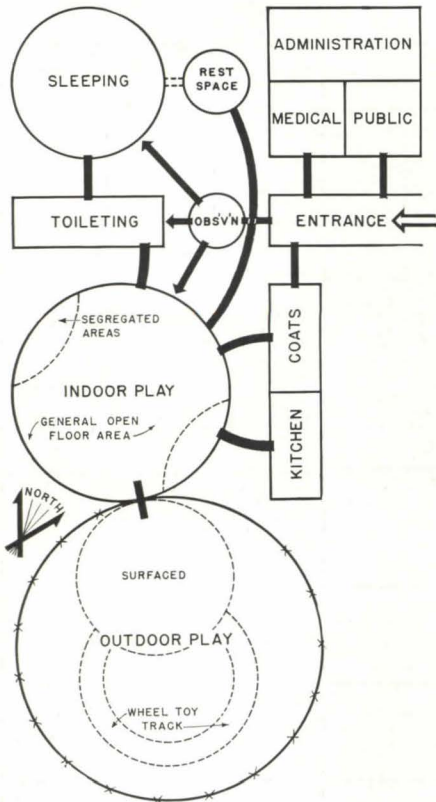 ADMINISTRATION
SLEEPING
REST
SPACE
MEDICAL
PUBLIC
TOILETING
OBS'V'N
ENTRANCE
SEGREGATED
AREAS
COATS
INDOOR PLAY
GENERAL OPEN
FLOOR AREA
KITCHEN
NORTH
SURFACED
OUTDOOR PLAY
WHEEL TOY
TRACK